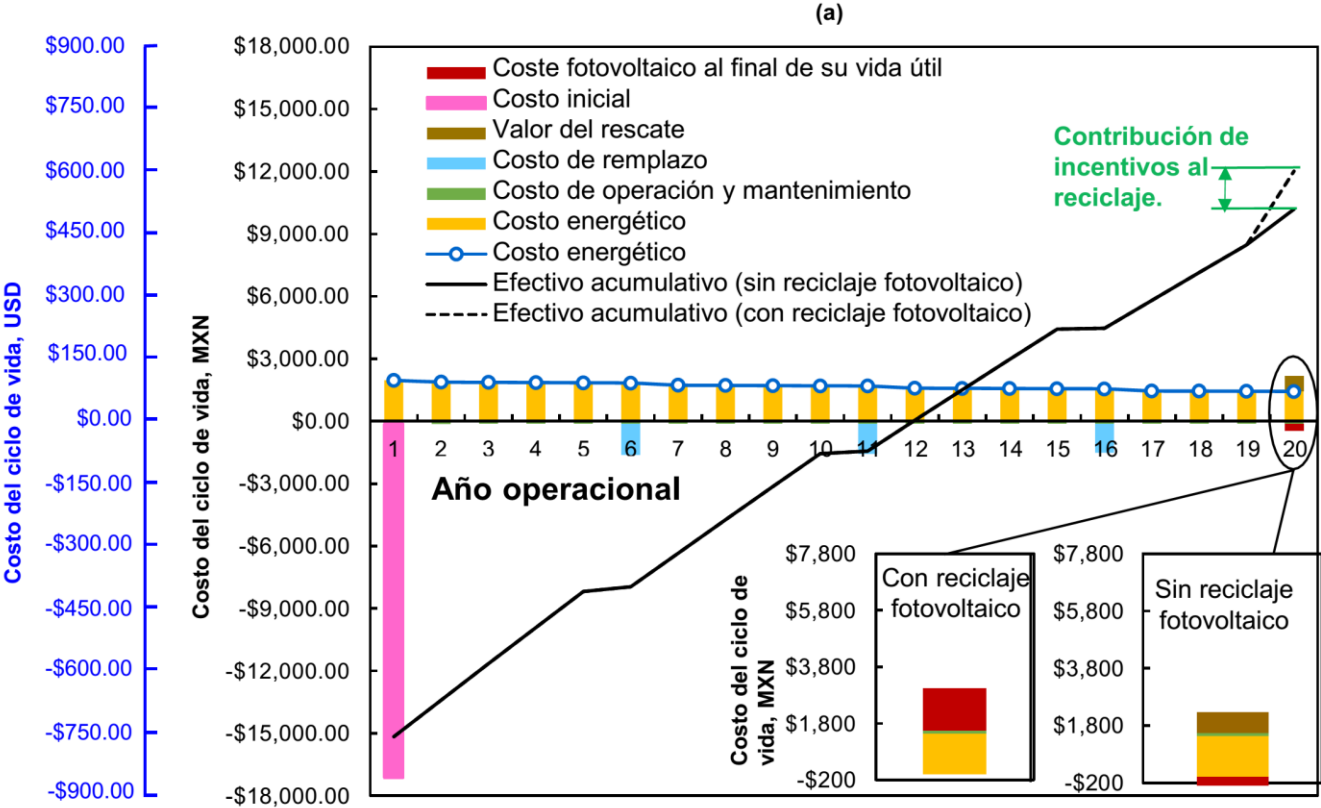 (a)
Costo del ciclo de vida, USD
$900.00
$750.00
$600.00
$450.00
$300.00
$150.00
$0.00
-$150.00
-$300.00
-$450.00
-$600.00
-$750.00
-$900.00
Costo del ciclo de vida, MXN
$18,000.00
$15,000.00
$12,000.00
$9,000.00
$6,000.00
$3,000.00
$0.00
-$3,000.00
-$6,000.00
-$9,000.00
-$12,000.00
-$15,000.00
-$18,000.00
Coste fotovoltaico al final de su vida útil
Costo inicial
Valor del rescate
Costo de remplazo
Costo de operación y mantenimiento
Costo energético
Costo energético
Efectivo acumulativo (sin reciclaje fotovoltaico)
Efectivo acumulativo (con reciclaje fotovoltaico)
Contribución de
incentivos al
reciclaje.
1 2 3 4 5 6 7 8 9 10 11 12 13 14 15 16 17 18 19 20
Año operacional
Costo del ciclo de
vida, MXN
$7,800
$5,800
$3,800
$1,800
-$200
Con reciclaje
fotovoltaico
$7,800
$5,800
$3,800
$1,800
-$200
Sin reciclaje
fotovoltaico